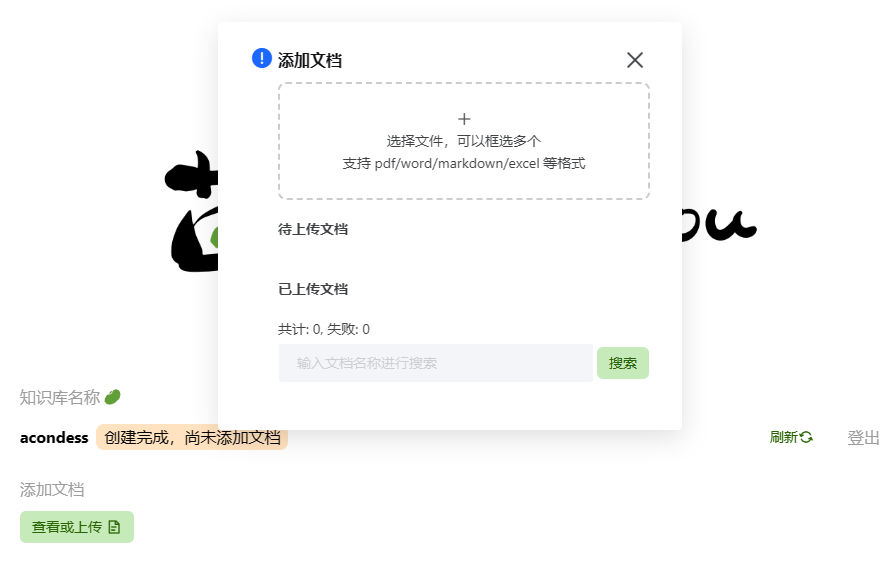 添加文档
选择文件，可以框选多个
支持 pdf/word/markdown/excel 等格式
待上传文档
已上传文档
共计: 0, 失败: 0
输入文档名称进行搜索
搜索
知识库名称
acondess 创建完成，尚未添加文档
刷新
登出
添加文档
查看或上传